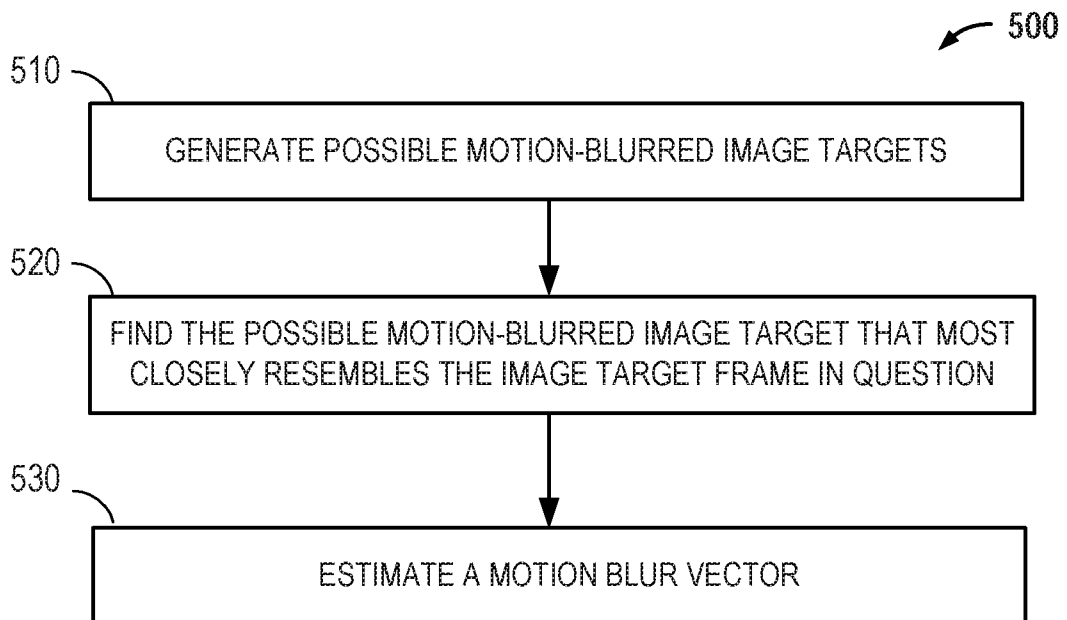 500
510
GENERATE POSSIBLE MOTION-BLURRED IMAGE TARGETS
520
FIND THE POSSIBLE MOTION-BLURRED IMAGE TARGET THAT MOST
CLOSELY RESEMBLES THE IMAGE TARGET FRAME IN QUESTION
530
ESTIMATE A MOTION BLUR VECTOR